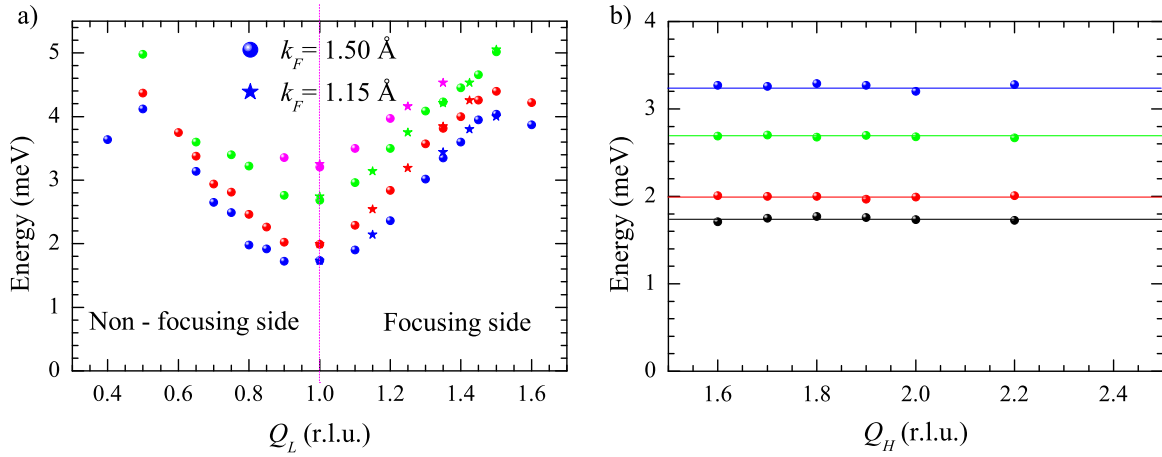 a)
k_F = 1.50 Å
k_F = 1.15 Å
5
4
3
2
1
0
Energy (meV)
Non - focusing side
Focusing side
0.4 0.6 0.8 1.0 1.2 1.4 1.6
Q_L (r.l.u.)
b)
4
3
2
1
0
Energy (meV)
1.6 1.8 2.0 2.2 2.4
Q_H (r.l.u.)